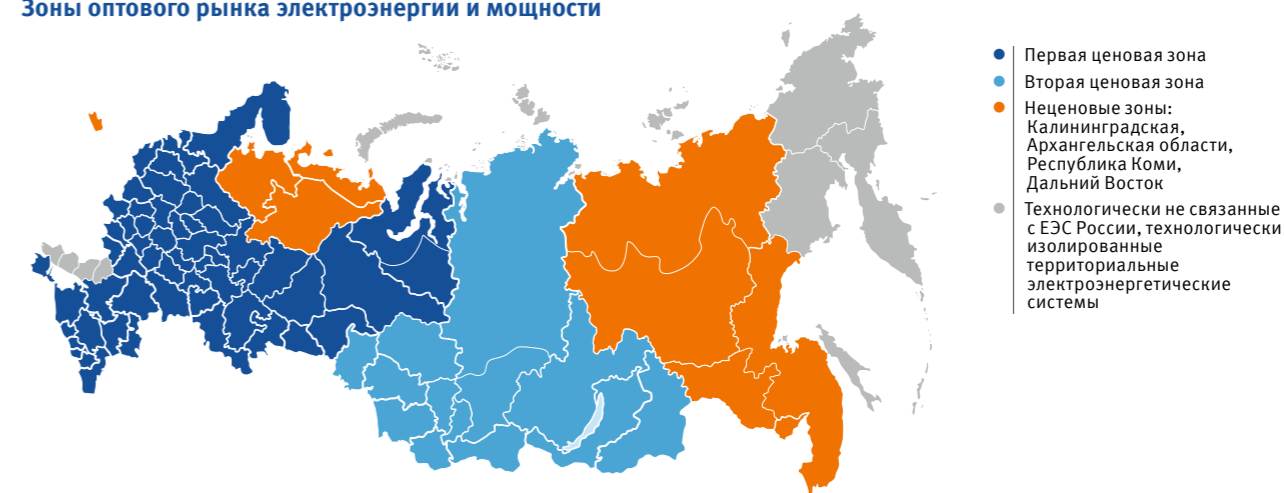 Зоны оптового рынка электроэнергии и мощности
Первая ценовая зона
Вторая ценовая зона
Неценовые зоны:
Калининградская,
Архангельская области,
Республика Коми,
Дальний Восток
Технологически не связанные
с ЕЭС России, технологически
изолированные
территориальные
электроэнергетические
системы